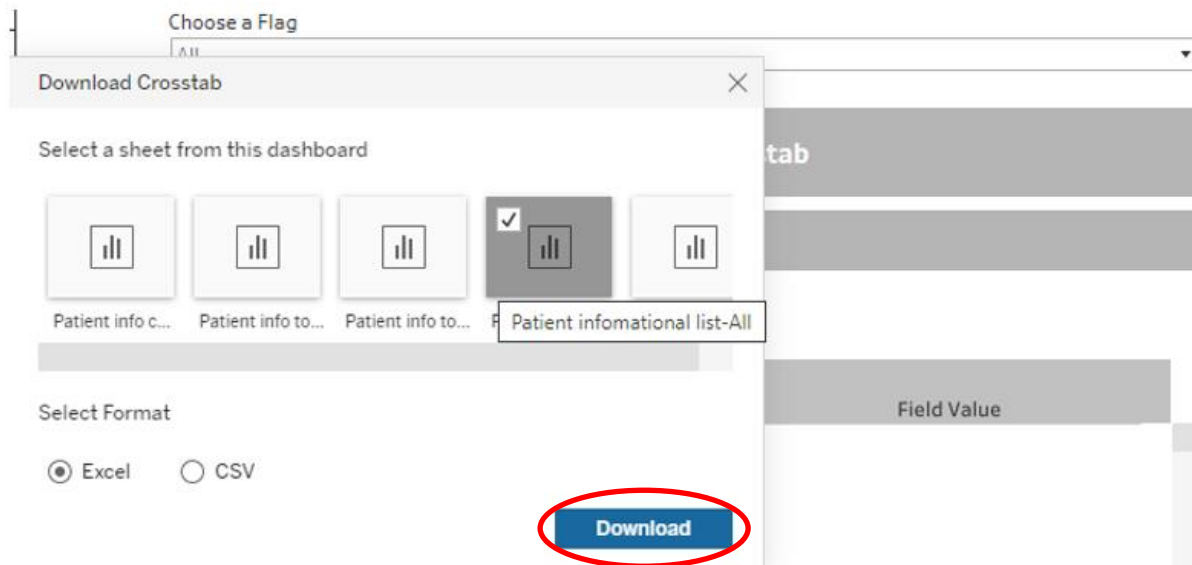 Choose a Flag
All
Download Crosstab
Select a sheet from this dashboard
tab
Patient info c...
Patient info to...
Patient info to...
Patient infomational list-All
Select Format
Field Value
Excel
CSV
Download